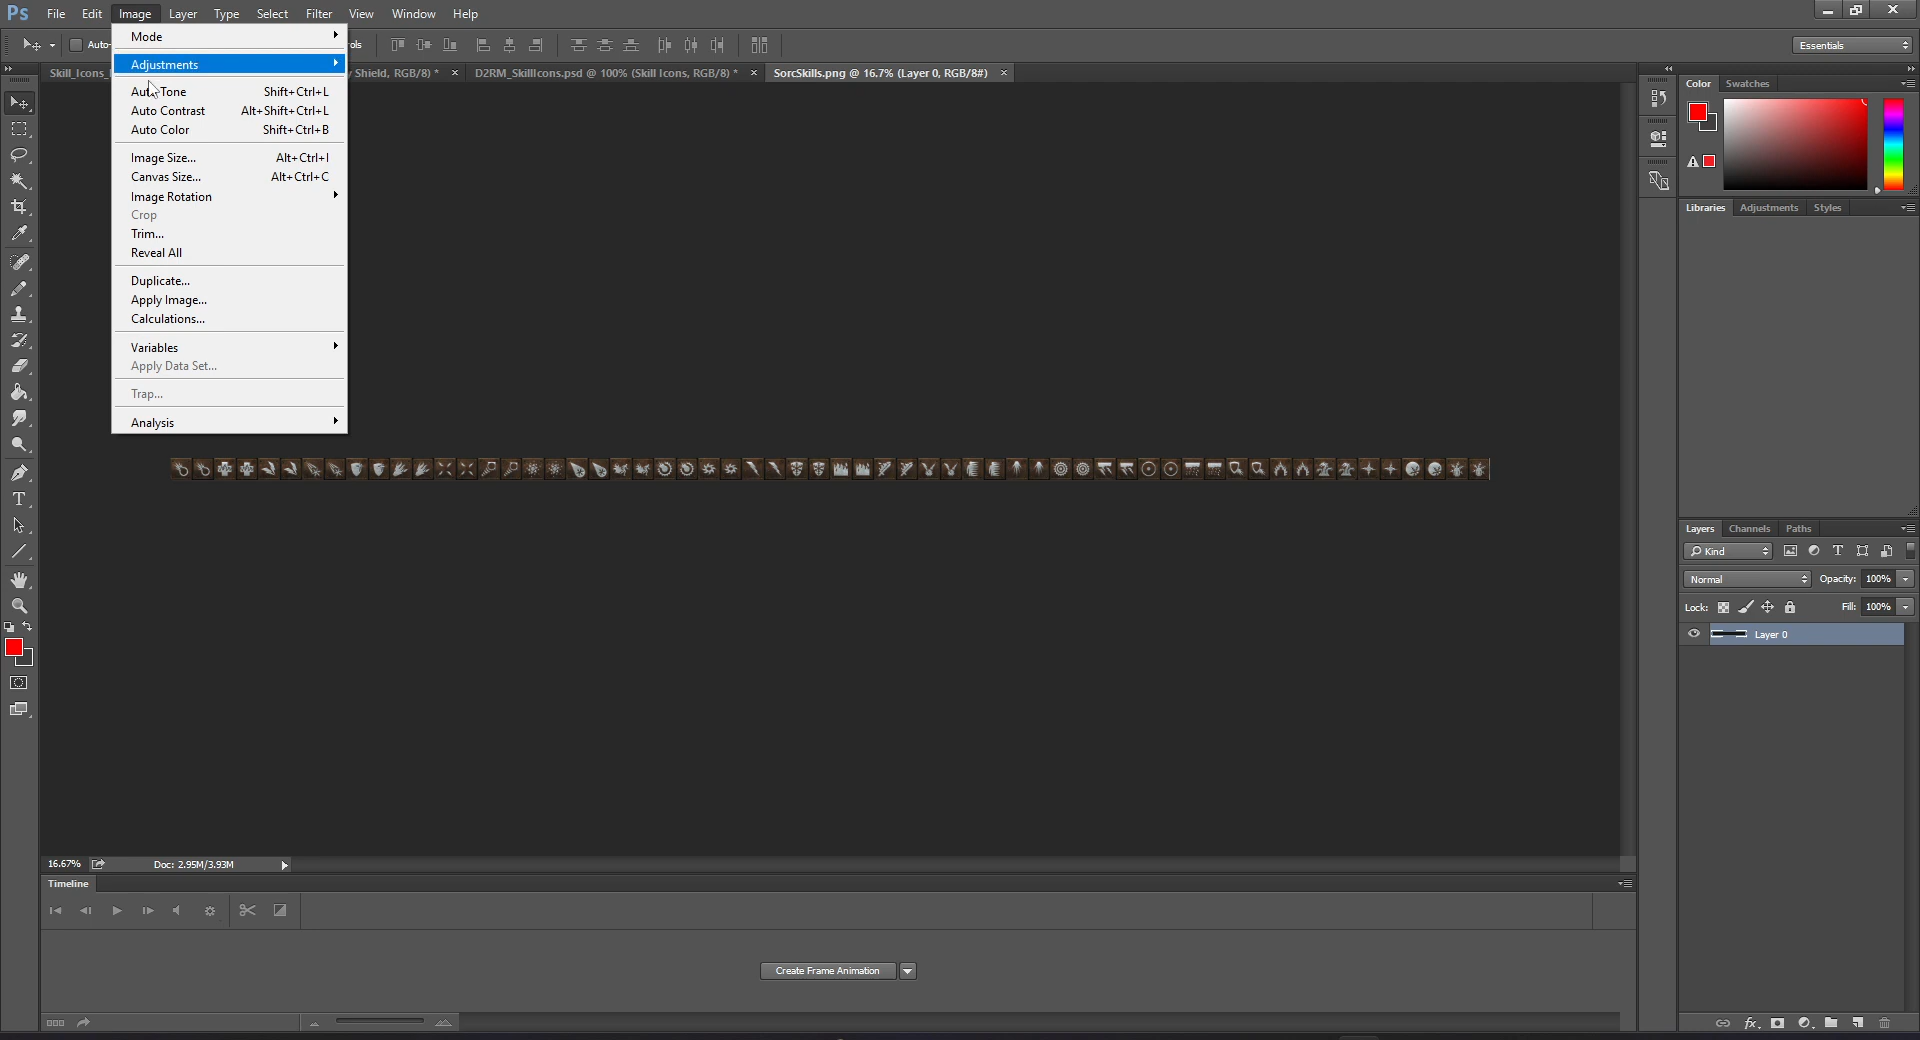 Ps File Edit Image Layer Type Select Filter View Window Help
Auto-
ols
Essentials
Skill_Icons_
y Shield, RGB/8) * ×
D2RM_SkillIcons.psd @ 100% (Skill Icons, RGB/8) * ×
SorcSkills.png @ 16.7% (Layer 0, RGB/8#) ×
Mode
Adjustments
Auto Tone Shift+Ctrl+L
Auto Contrast Alt+Shift+Ctrl+L
Auto Color Shift+Ctrl+B
Image Size... Alt+Ctrl+I
Canvas Size... Alt+Ctrl+C
Image Rotation
Crop
Trim...
Reveal All
Duplicate...
Apply Image...
Calculations...
Variables
Apply Data Set...
Trap...
Analysis
Color Swatches
Libraries Adjustments Styles
Layers Channels Paths
Kind
Normal Opacity: 100%
Lock: Fill: 100%
Layer 0
16.67% Doc: 2.95M/3.93M
Timeline
Create Frame Animation